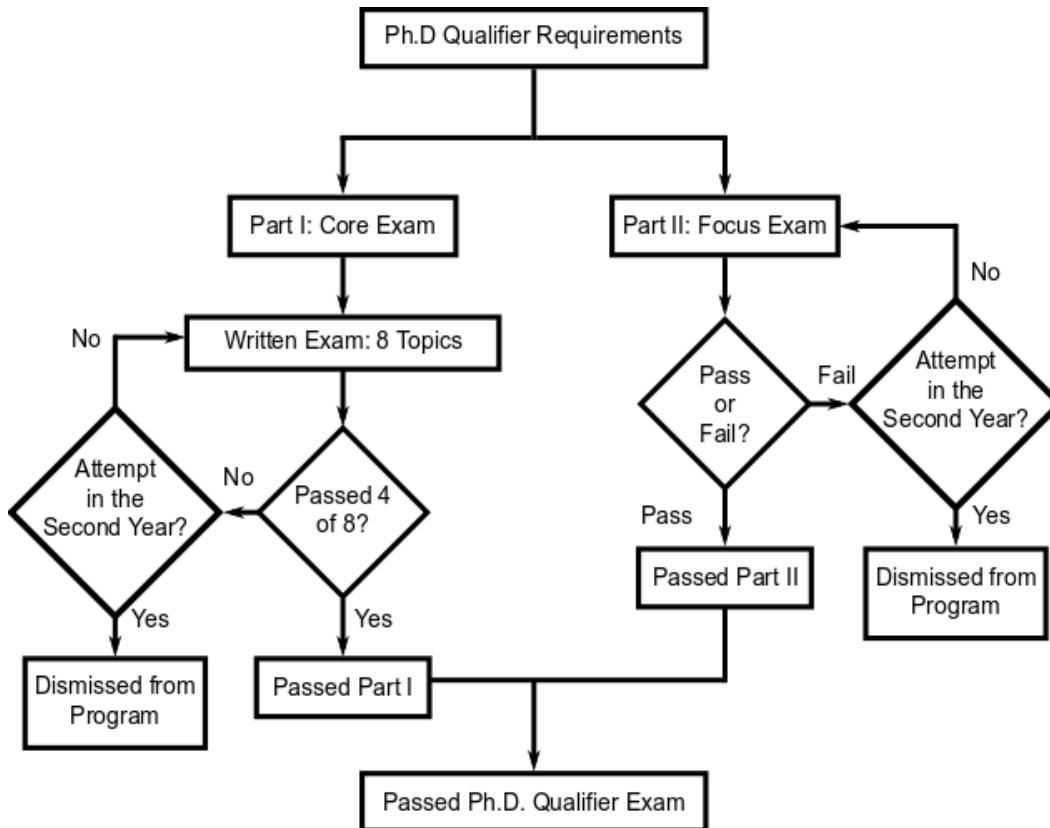 Ph.D Qualifier Requirements
Part I: Core Exam
Part II: Focus Exam
No
No
Written Exam: 8 Topics
Attempt
in the
Second Year?
Pass
or
Fail?
Fail
Attempt
in the
Second Year?
No
Passed 4
of 8?
Pass
Yes
Passed Part II
Dismissed from
Program
Yes
Yes
Dismissed from
Program
Passed Part I
Passed Ph.D. Qualifier Exam